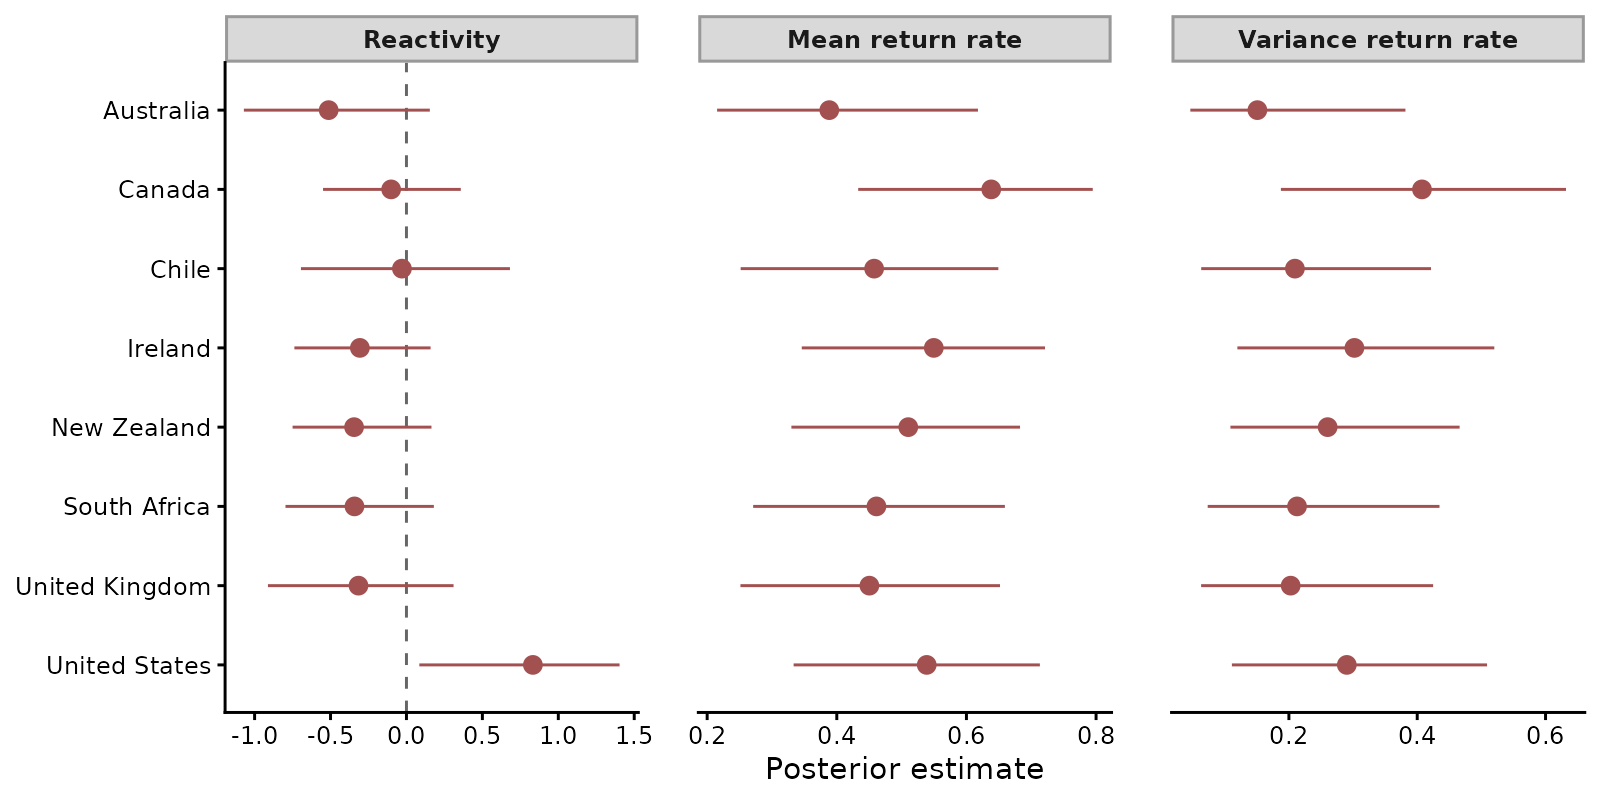 Reactivity
Mean return rate
Variance return rate
Australia
Canada
Chile
Ireland
New Zealand
South Africa
United Kingdom
United States
-1.0 -0.5 0.0 0.5 1.0 1.5
0.2 0.4 0.6 0.8
0.2 0.4 0.6
Posterior estimate